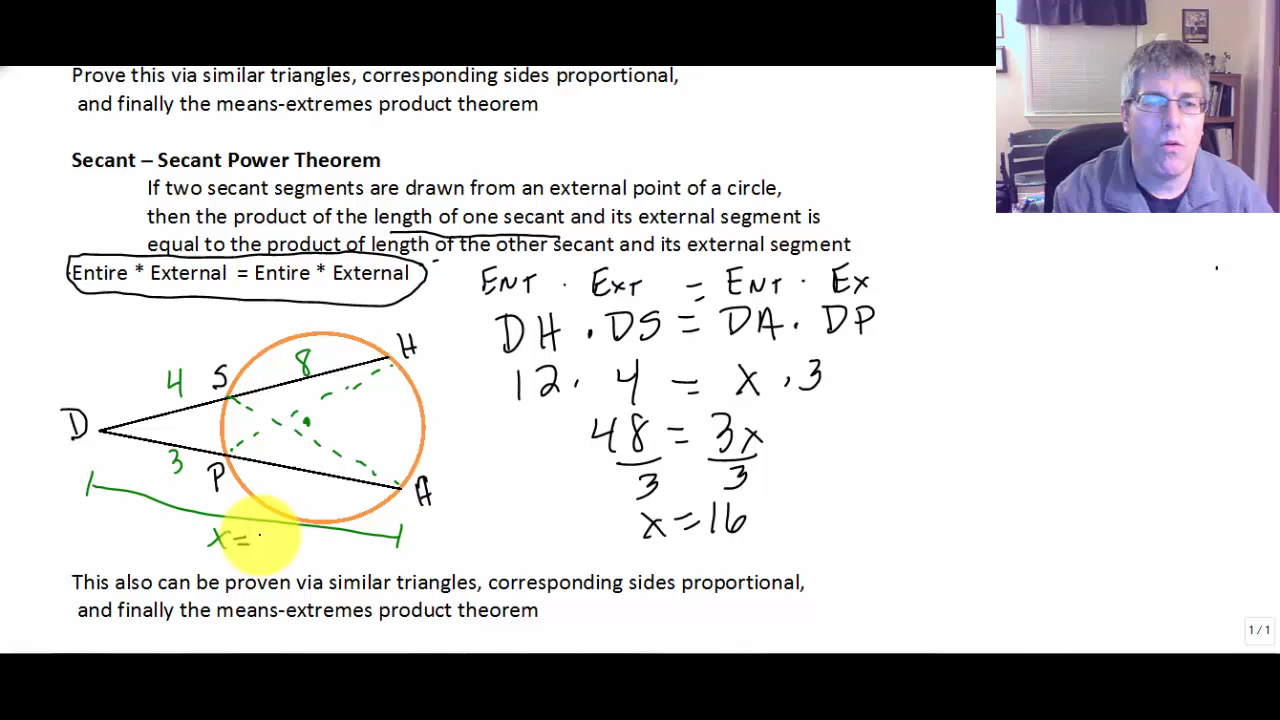 Prove this via similar triangles, corresponding sides proportional,
and finally the means-extremes product theorem
Secant – Secant Power Theorem
If two secant segments are drawn from an external point of a circle,
then the product of the length of one secant and its external segment is
equal to the product of length of the other secant and its external segment
Entire * External = Entire * External
ENT · EXT = ENT · EX
DH · DS = DA · DP
12 · 4 = x · 3
48 = 3x
3 3
x = 16
H
8
S
4
D
3
P
A
x =
This also can be proven via similar triangles, corresponding sides proportional,
and finally the means-extremes product theorem
1 / 1